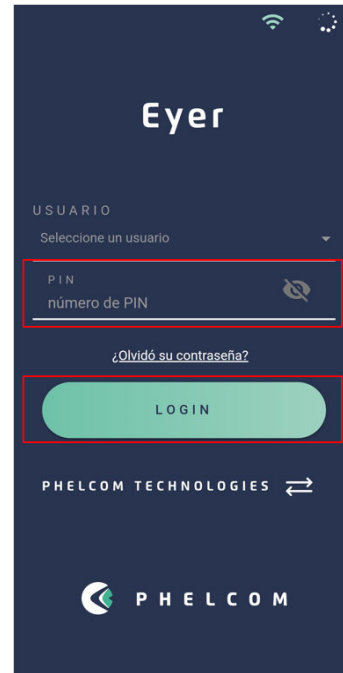 Eyer
USUARIO
Seleccione un usuario
PIN
número de PIN
¿Olvidó su contraseña?
LOGIN
PHELCOM TECHNOLOGIES
PHELCOM